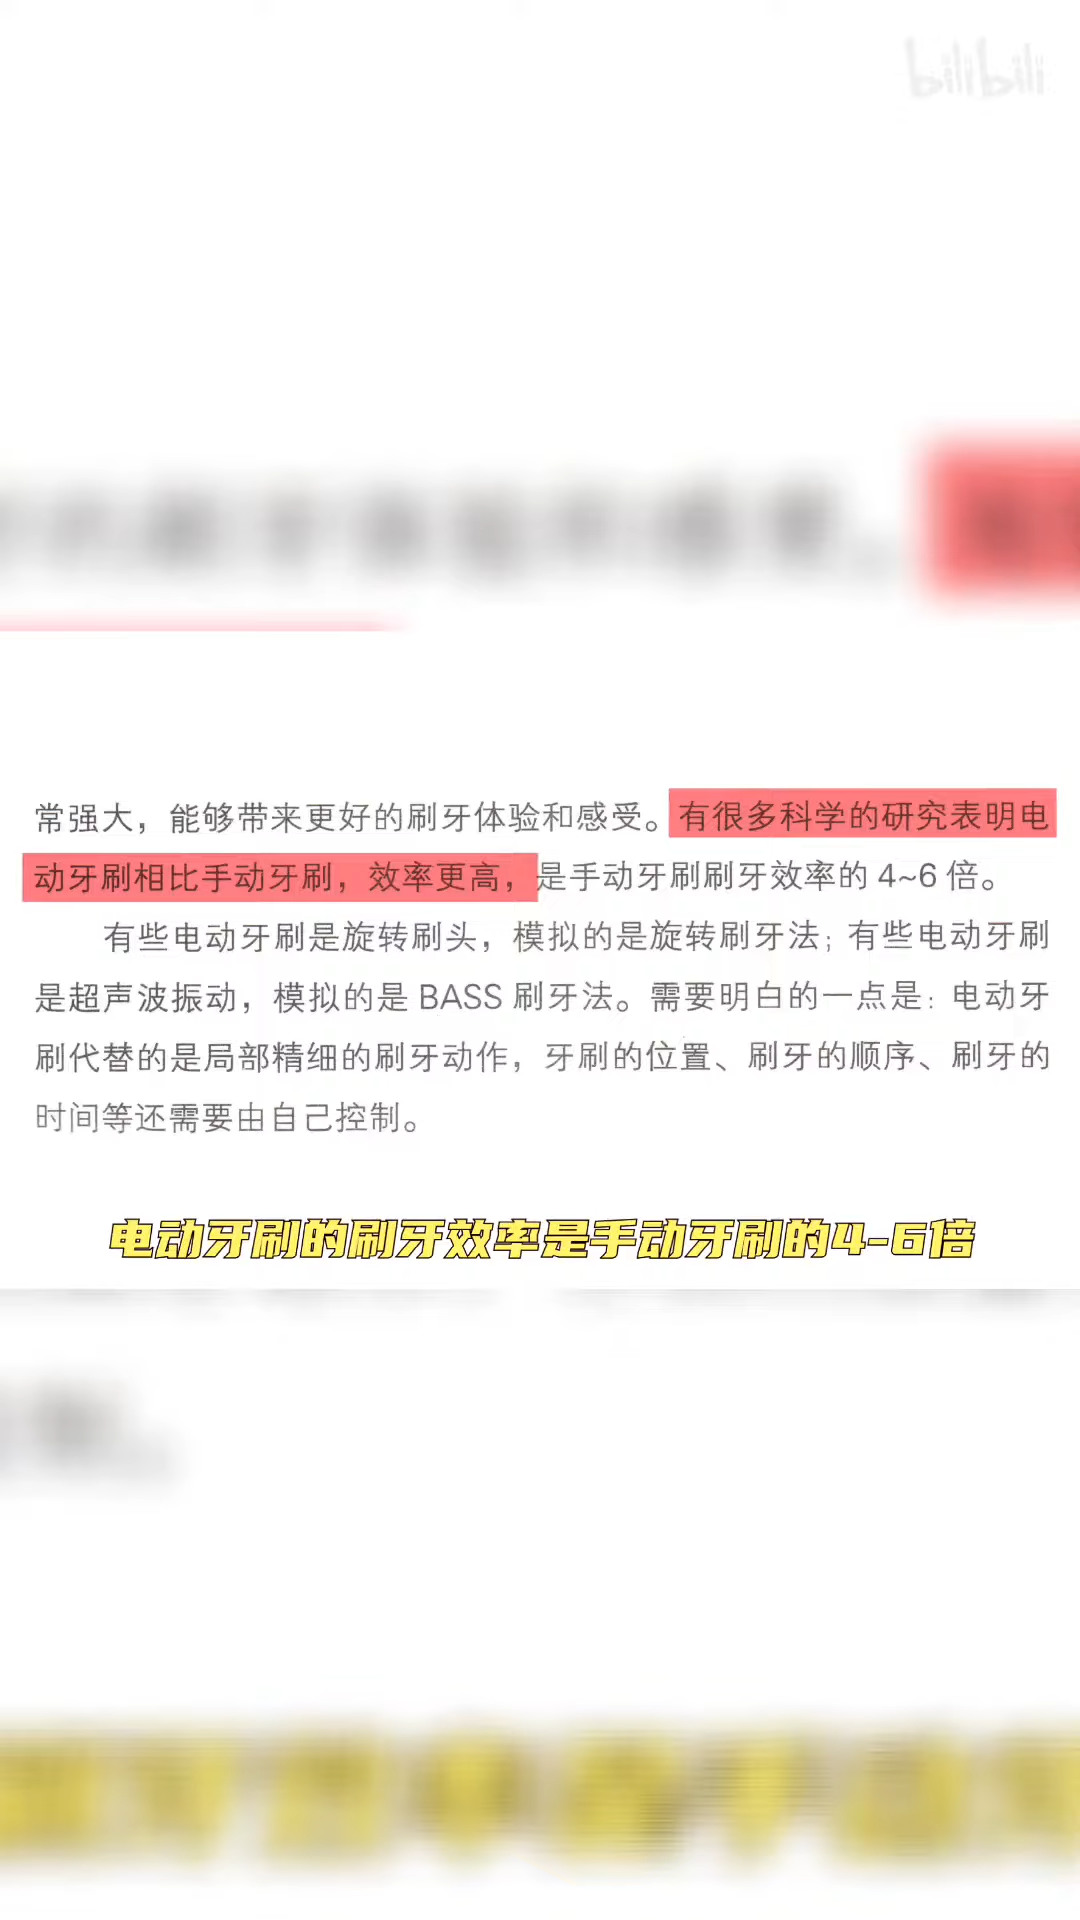 bilibili
常强大，能够带来更好的刷牙体验和感受。有很多科学的研究表明电
动牙刷相比手动牙刷，效率更高，是手动牙刷刷牙效率的 4~6 倍。
有些电动牙刷是旋转刷头，模拟的是旋转刷牙法；有些电动牙刷
是超声波振动，模拟的是 BASS 刷牙法。需要明白的一点是：电动牙
刷代替的是局部精细的刷牙动作，牙刷的位置、刷牙的顺序、刷牙的
时间等还需要由自己控制。
电动牙刷的刷牙效率是手动牙刷的4-6倍